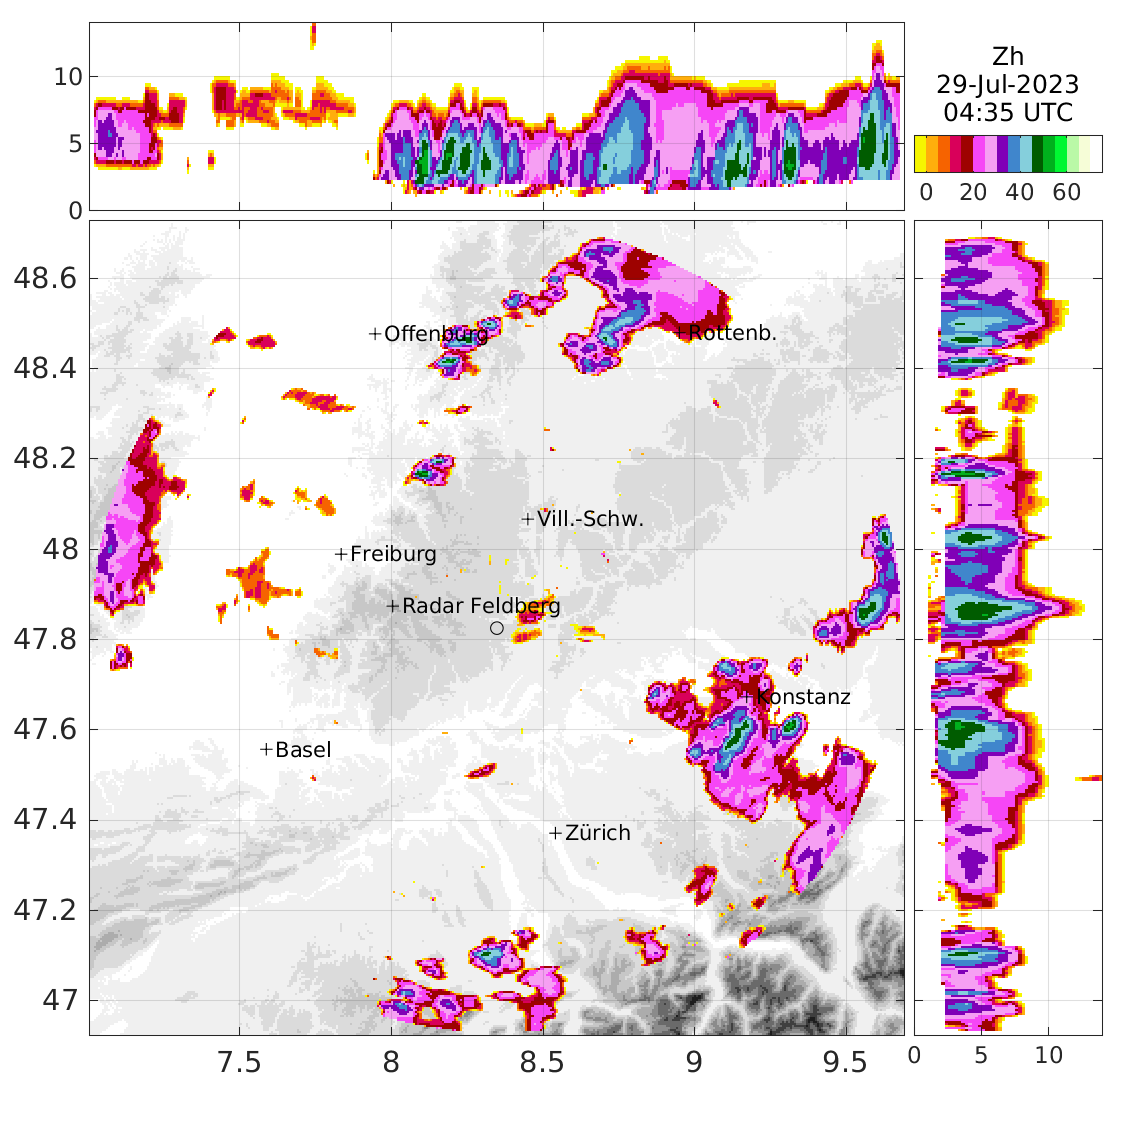 Zh
29-Jul-2023
04:35 UTC
0 20 40 60
10
5
0
48.6
48.4
48.2
48
47.8
47.6
47.4
47.2
47
+Offenburg
+Rottenb.
+Vill.-Schw.
+Freiburg
+Radar Feldberg
+Konstanz
+Basel
+Zürich
7.5 8 8.5 9 9.5
0 5 10